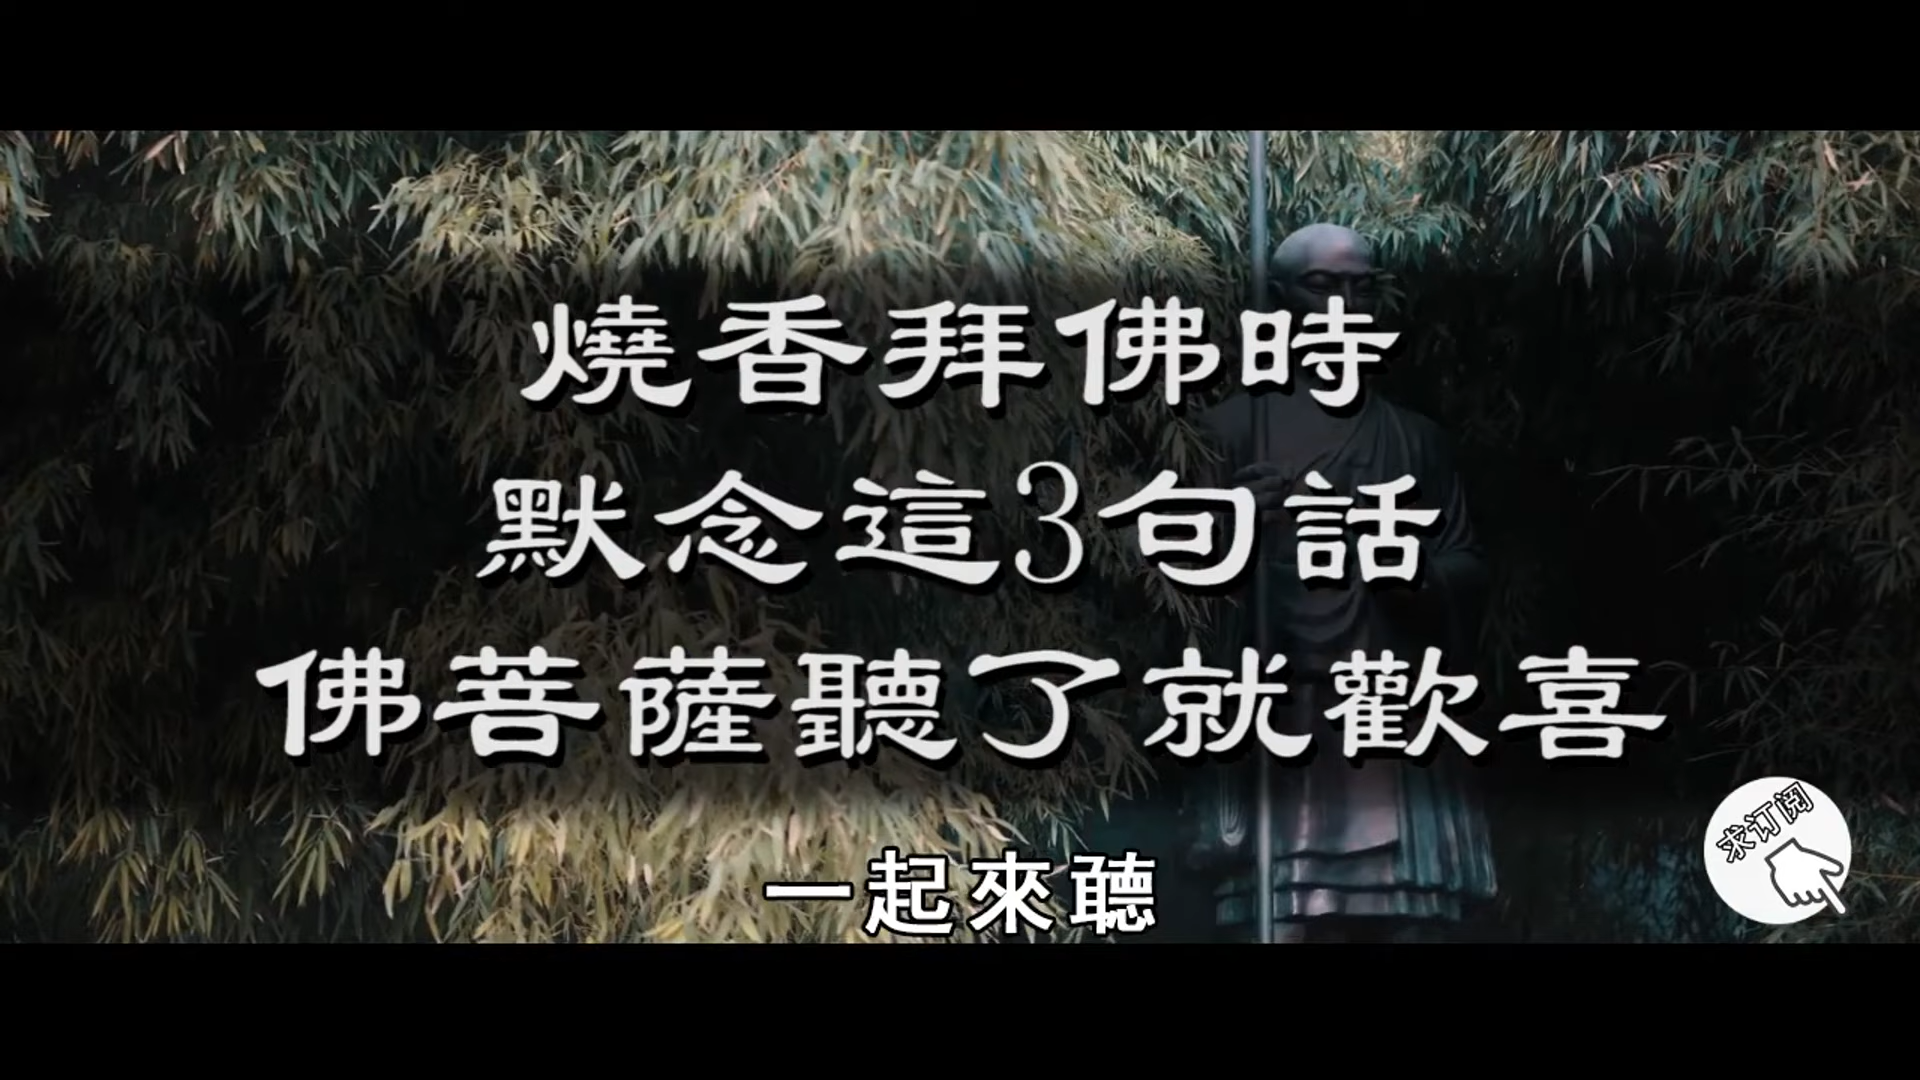 燒香拜佛時
默念這3句話
佛菩薩聽了就歡喜
求订阅
一起來聽